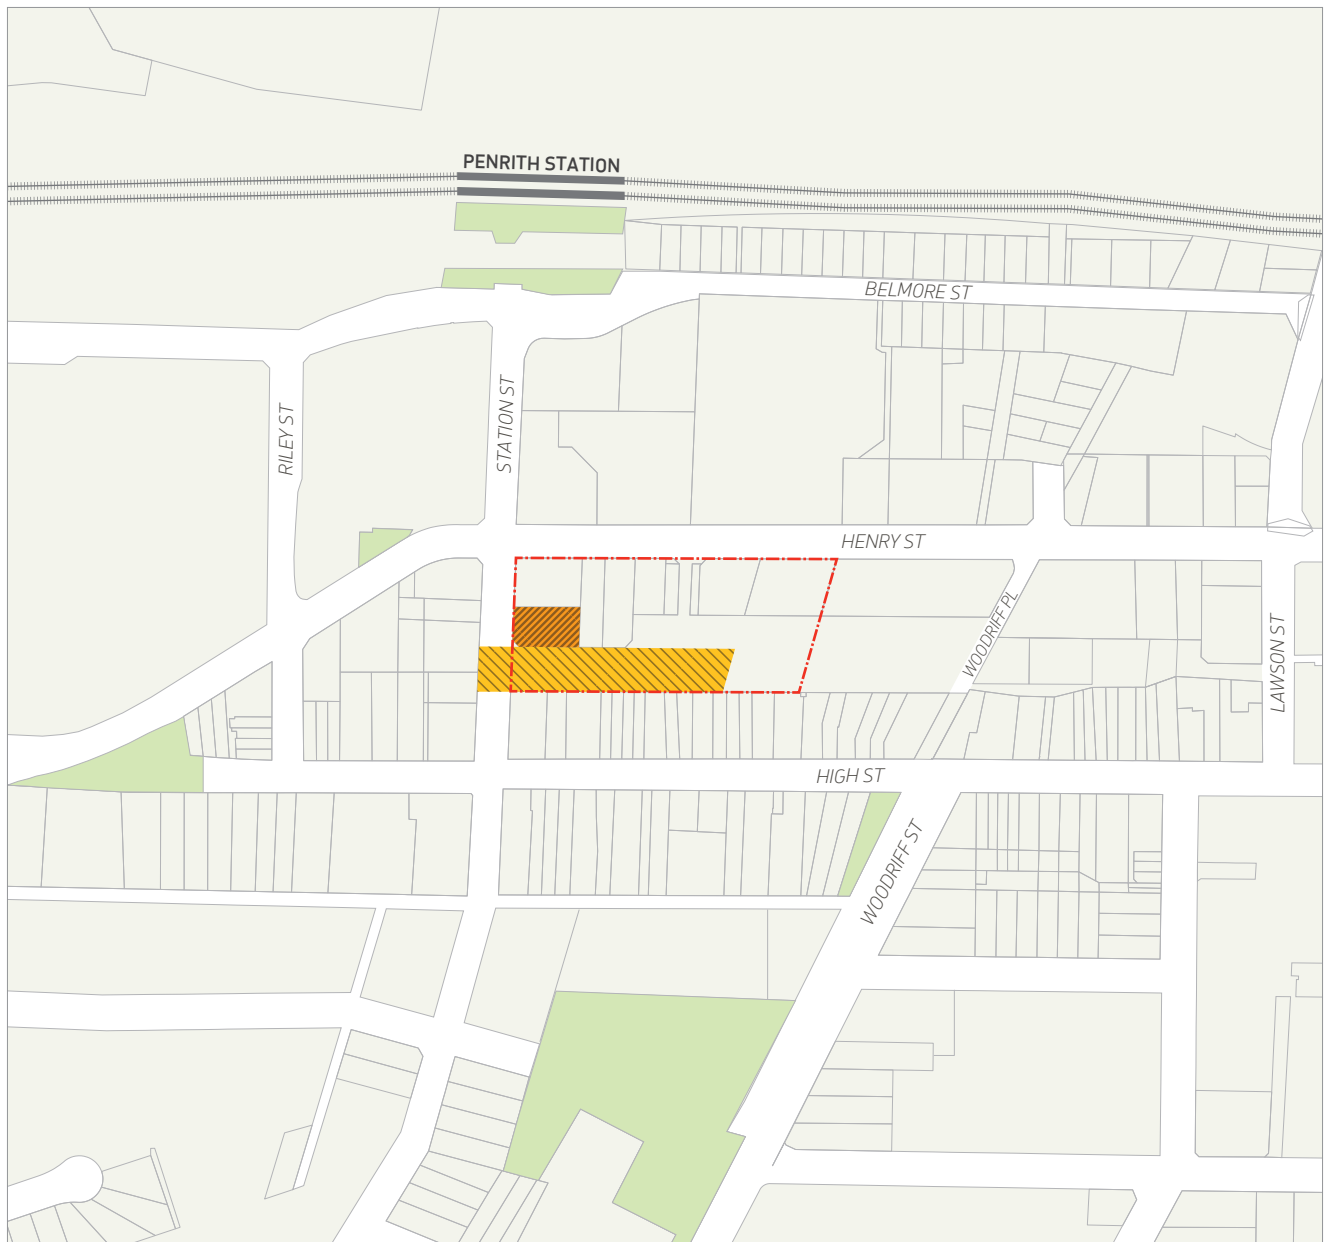 PENRITH STATION
BELMORE ST
RILEY ST
STATION ST
HENRY ST
WOODRIFF PL
LAWSON ST
HIGH ST
WOODRIFF ST